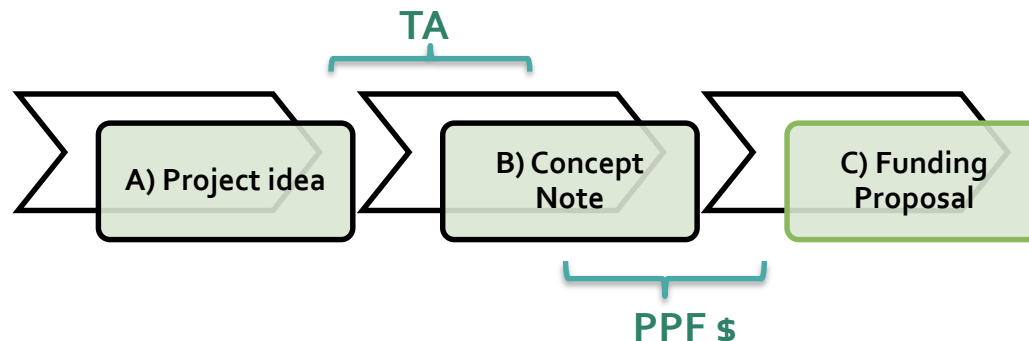 TA
A) Project idea
B) Concept
Note
C) Funding
Proposal
PPF $